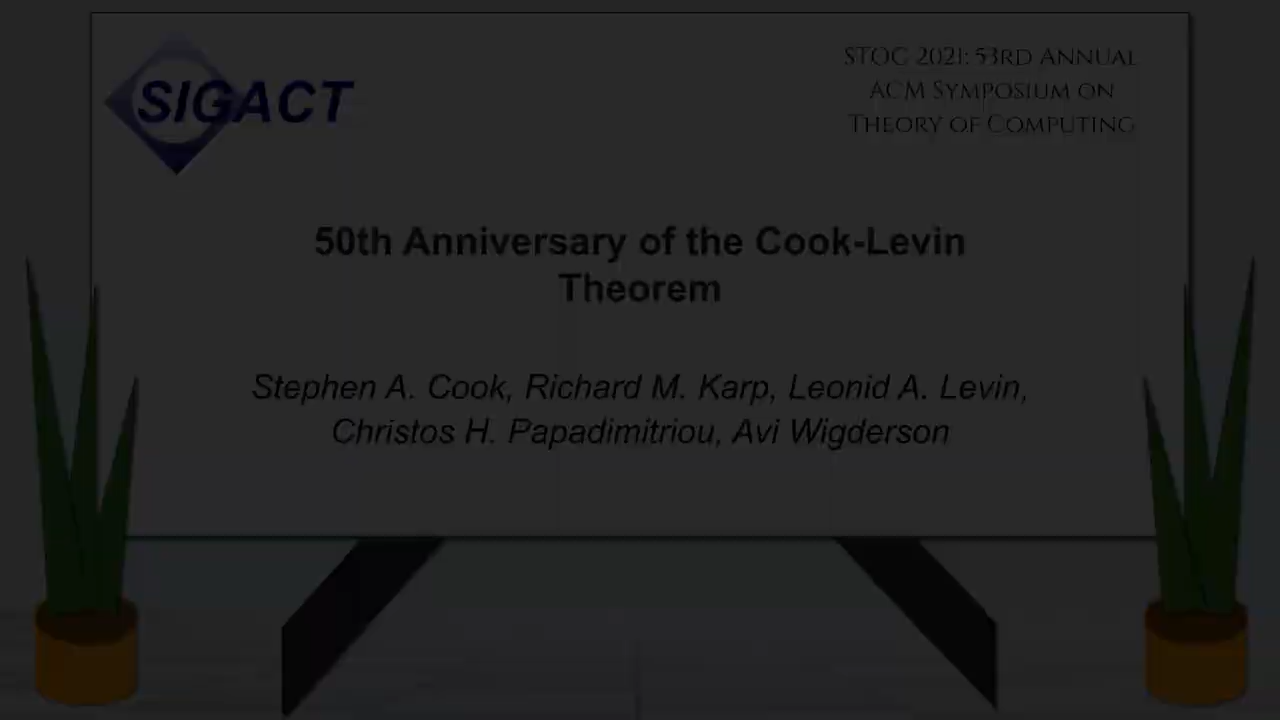 SIGACT
STOC 2021: 53rd Annual
ACM Symposium on
Theory of Computing
50th Anniversary of the Cook-Levin
Theorem
Stephen A. Cook, Richard M. Karp, Leonid A. Levin,
Christos H. Papadimitriou, Avi Wigderson